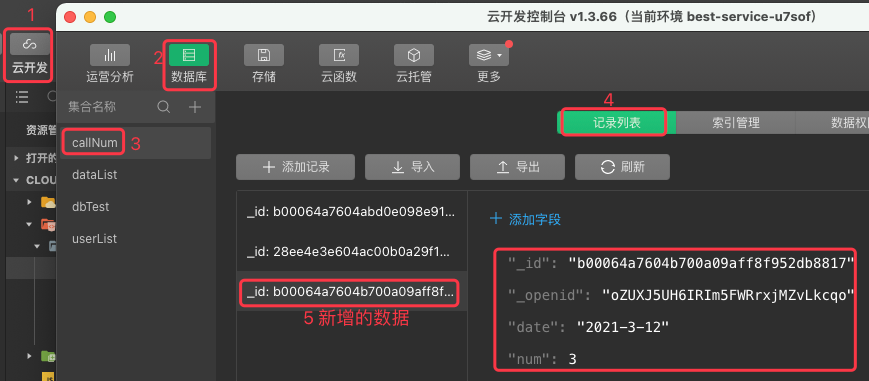 1
云开发控制台 v1.3.66（当前环境 best-service-u7sof）
云开发
2
运营分析
数据库
存储
云函数
云托管
更多
集合名称
4
记录列表
索引管理
数据权
资源管
打开的
CLOU
callNum
3
dataList
dbTest
userList
添加记录
导入
导出
刷新
_id: b00064a7604abd0e098e91...
_id: 28ee4e3e604ac00b0a29f1...
_id: b00064a7604b700a09aff8f...
5 新增的数据
添加字段
"_id": "b00064a7604b700a09aff8f952db8817"
"_openid": "oZUXJ5UH6IRIm5FWRrxjMZvLkcqo"
"date": "2021-3-12"
"num": 3
JS